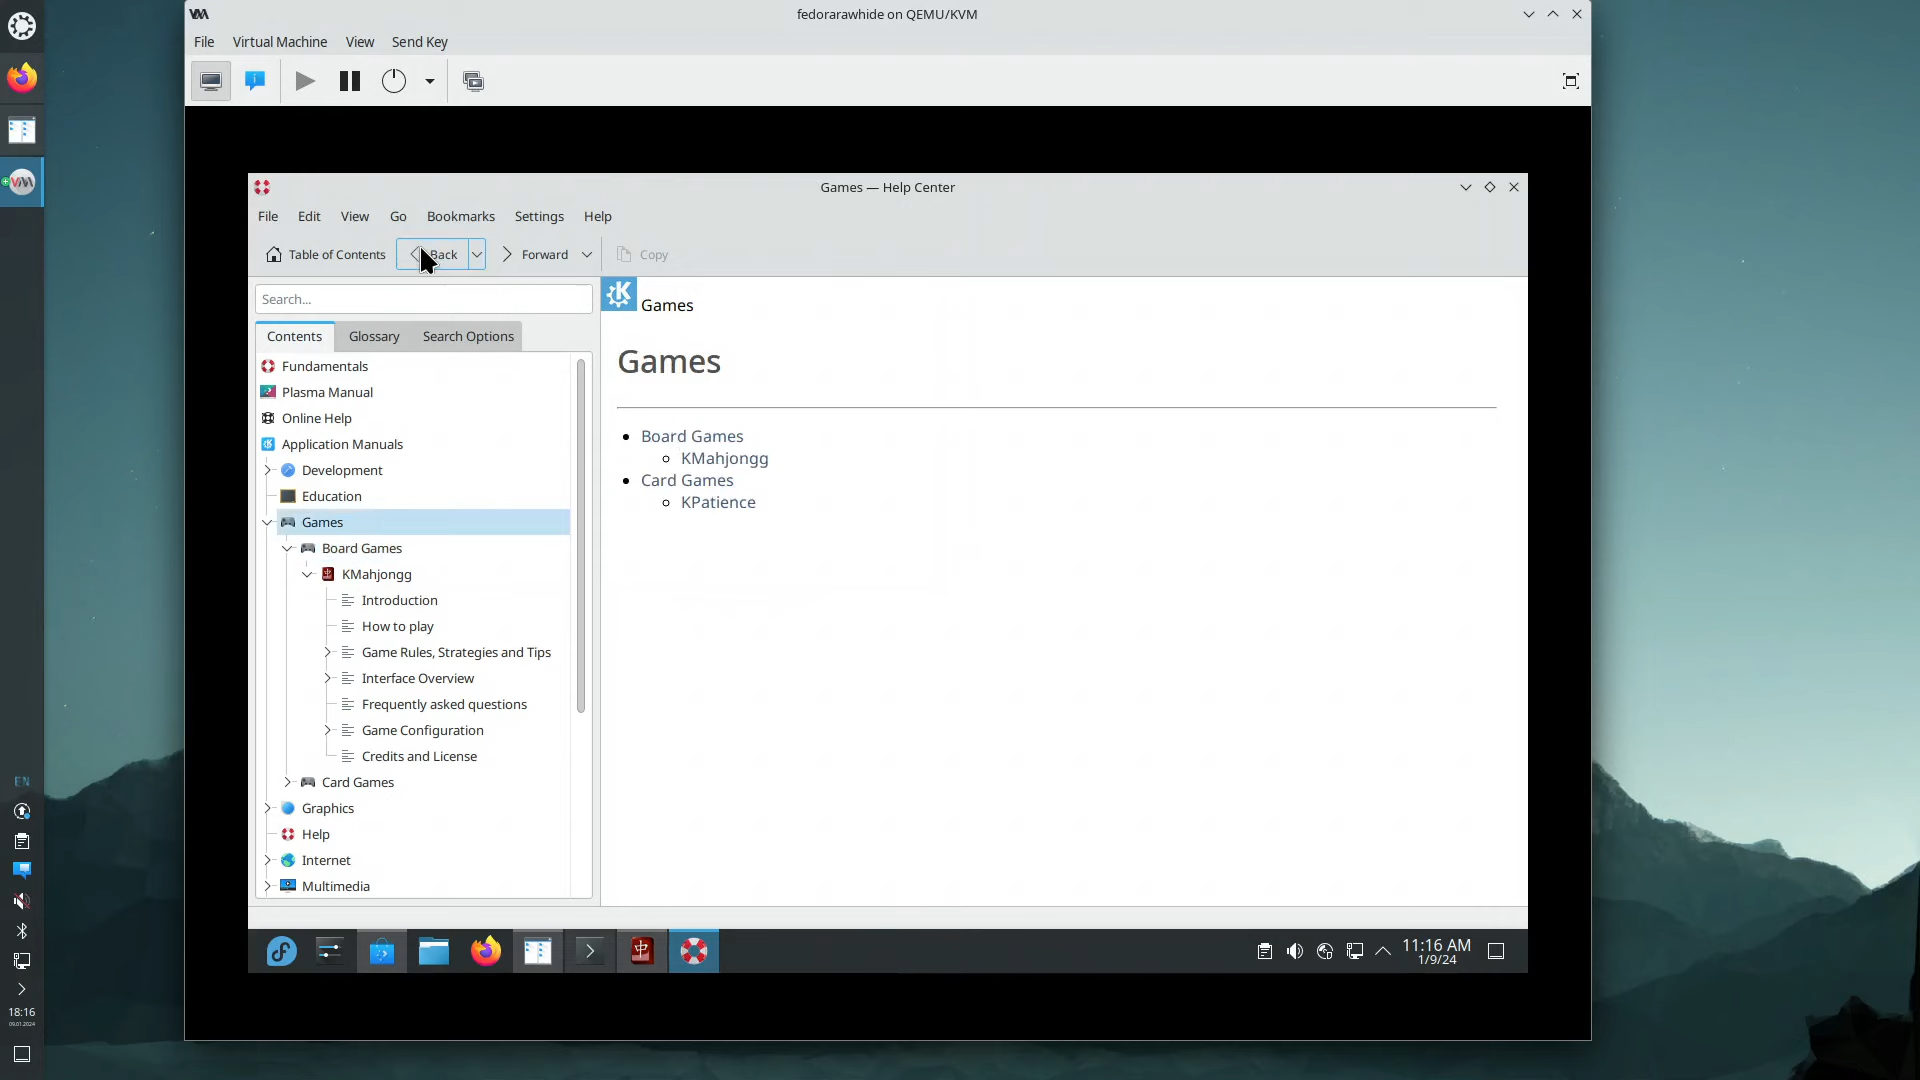 fedorarawhide on QEMU/KVM
File Virtual Machine View Send Key
Games — Help Center
File Edit View Go Bookmarks Settings Help
Table of Contents Back Forward Copy
Search...
Contents Glossary Search Options
Fundamentals
Plasma Manual
Online Help
Application Manuals
Development
Education
Games
Board Games
KMahjongg
Introduction
How to play
Game Rules, Strategies and Tips
Interface Overview
Frequently asked questions
Game Configuration
Credits and License
Card Games
Graphics
Help
Internet
Multimedia
Games
Games
Board Games
KMahjongg
Card Games
KPatience
中
11:16 AM
1/9/24
EN
18:16
09.01.2024